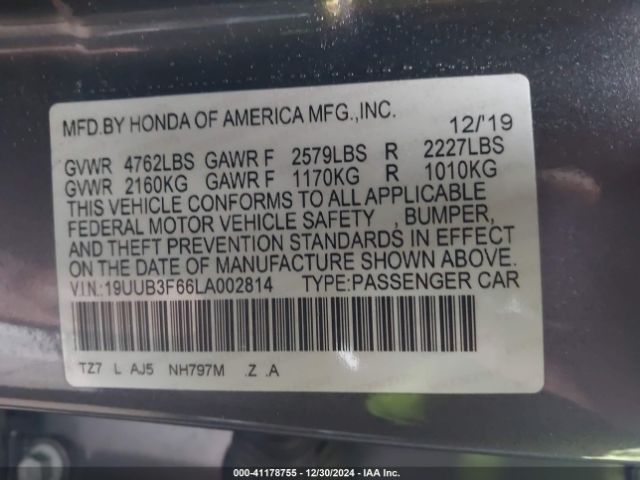 MFD.BY HONDA OF AMERICA MFG.,INC.
12/'19
GVWR 4762LBS GAWR F 2579LBS R 2227LBS
GVWR 2160KG GAWR F 1170KG R 1010KG
THIS VEHICLE CONFORMS TO ALL APPLICABLE
FEDERAL MOTOR VEHICLE SAFETY , BUMPER,
AND THEFT PREVENTION STANDARDS IN EFFECT
ON THE DATE OF MANUFACTURE SHOWN ABOVE.
V.I.N.:19UUB3F66LA002814 TYPE:PASSENGER CAR
TZ7 L AJ5 NH797M .Z .A
000-41178755 - 12/30/2024 - IAA Inc.